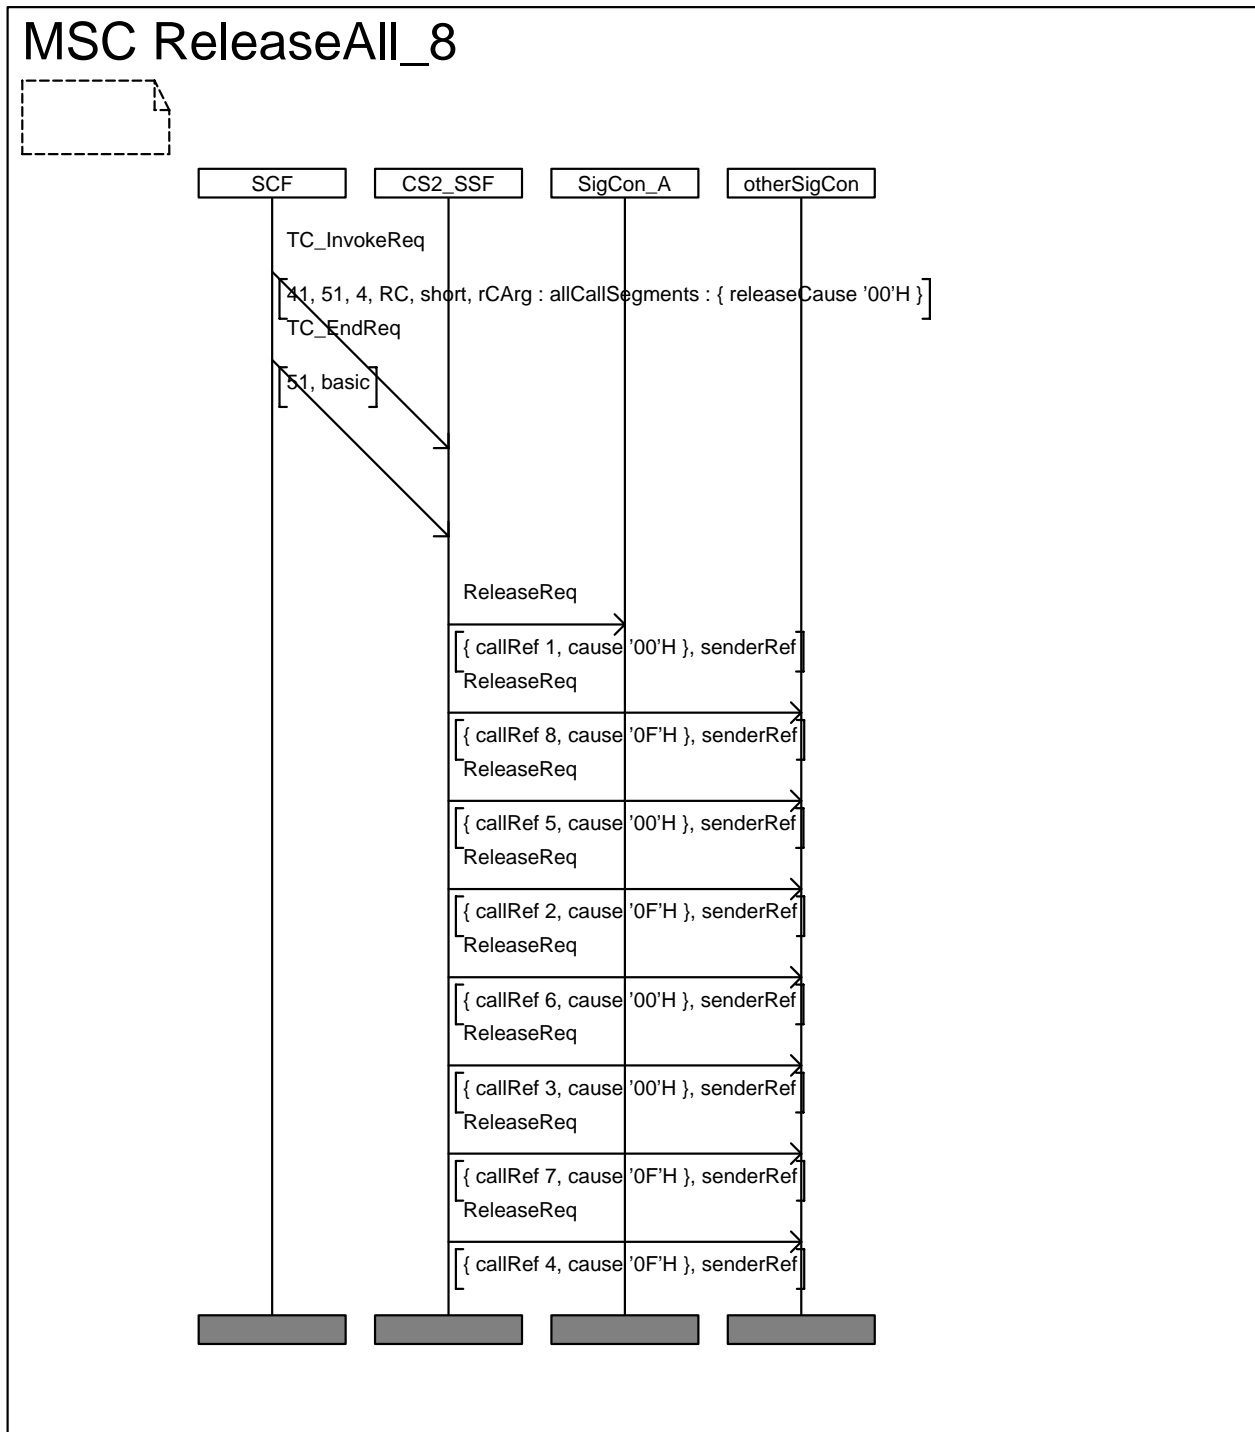 MSC ReleaseAll_8
SCF
CS2_SSF
SigCon_A
otherSigCon
TC_InvokeReq
41, 51, 4, RC, short, rCArg : allCallSegments : { releaseCause ’00’H }
TC_EndReq
51, basic
ReleaseReq
{ callRef 1, cause ’00’H }, senderRef
ReleaseReq
{ callRef 8, cause ’0F’H }, senderRef
ReleaseReq
{ callRef 5, cause ’00’H }, senderRef
ReleaseReq
{ callRef 2, cause ’0F’H }, senderRef
ReleaseReq
{ callRef 6, cause ’00’H }, senderRef
ReleaseReq
{ callRef 3, cause ’00’H }, senderRef
ReleaseReq
{ callRef 7, cause ’0F’H }, senderRef
ReleaseReq
{ callRef 4, cause ’0F’H }, senderRef